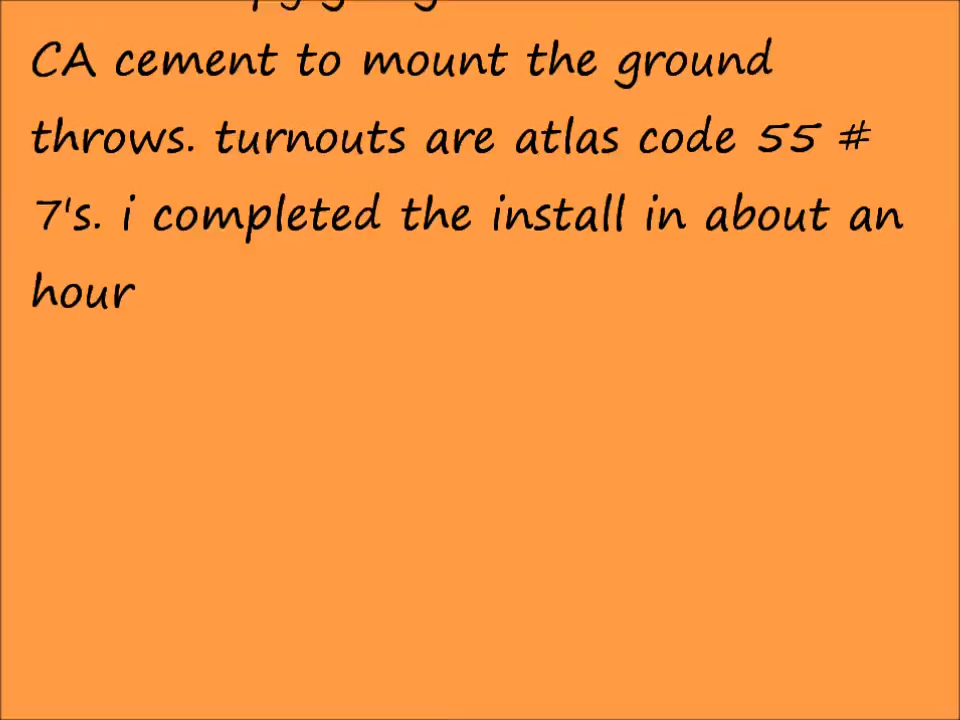 CA cement to mount the ground
throws. turnouts are atlas code 55 #
7's. i completed the install in about an
hour